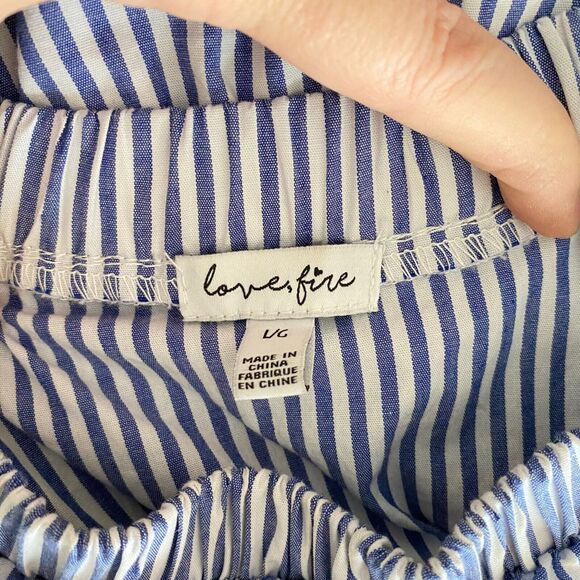 love, fire
L/G
MADE IN
CHINA
FABRIQUE
EN CHINE